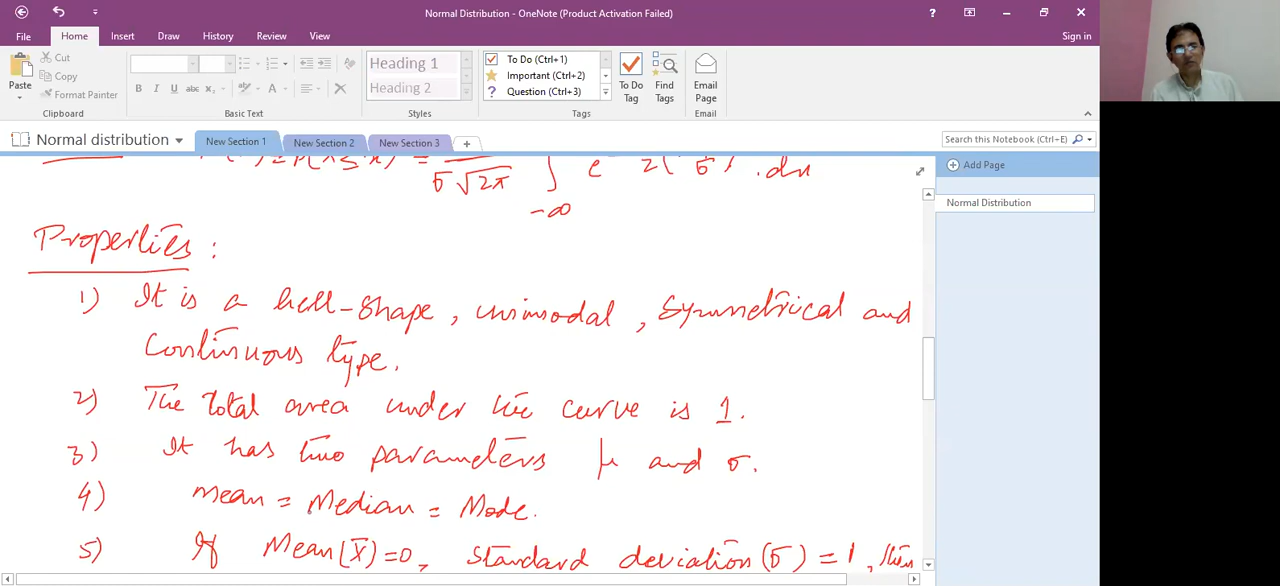 Normal Distribution - OneNote (Product Activation Failed)
File Home Insert Draw History Review View Sign in
Paste Cut Copy Format Painter
Heading 1
Heading 2
To Do (Ctrl+1)
Important (Ctrl+2)
Question (Ctrl+3)
To Do Tag
Find Tags
Email Page
Clipboard Basic Text Styles Tags Email
Normal distribution New Section 1 New Section 2 New Section 3 + Search this Notebook (Ctrl+E)
Add Page
Normal Distribution
σ√2π ∫ e 2( σ ) . dx
-∞
Properties :
1) It is a bell-shape, unimodal, Symmetrical and
Continuous type.
2) The total area under the curve is 1.
3) It has two parameters μ and σ.
4) Mean = Median = Mode.
5) If Mean(X̄)=0, Standard deviation(σ) = 1, then